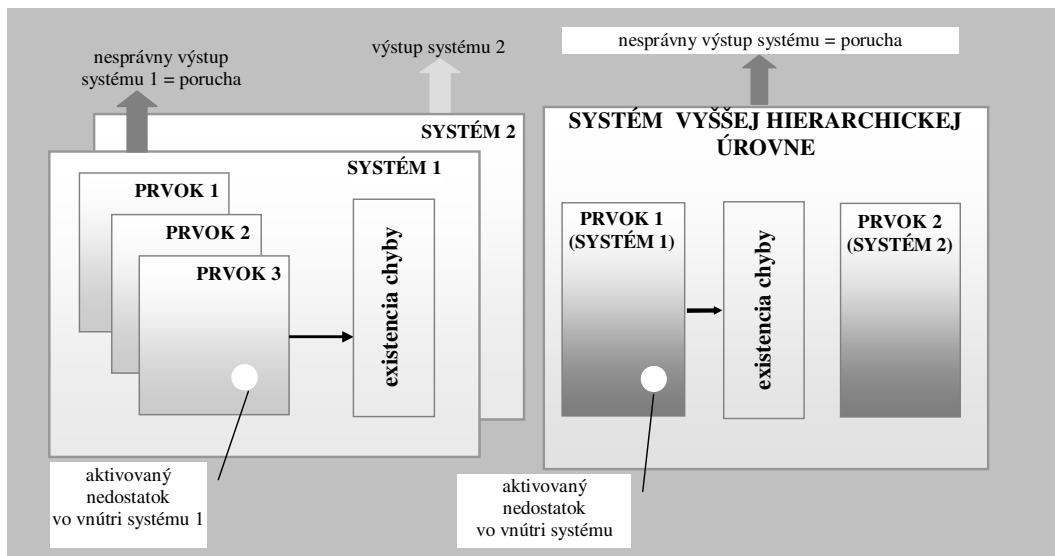 nesprávny výstup
systému 1 = porucha
výstup systému 2
SYSTÉM 2
SYSTÉM 1
PRVOK 1
PRVOK 2
PRVOK 3
existencia chyby
aktivovaný
nedostatok
vo vnútri systému 1
nesprávny výstup systému = porucha
SYSTÉM VYŠŠEJ HIERARCHICKEJ
ÚROVNE
PRVOK 1
(SYSTÉM 1)
existencia chyby
PRVOK 2
(SYSTÉM 2)
aktivovaný
nedostatok
vo vnútri systému